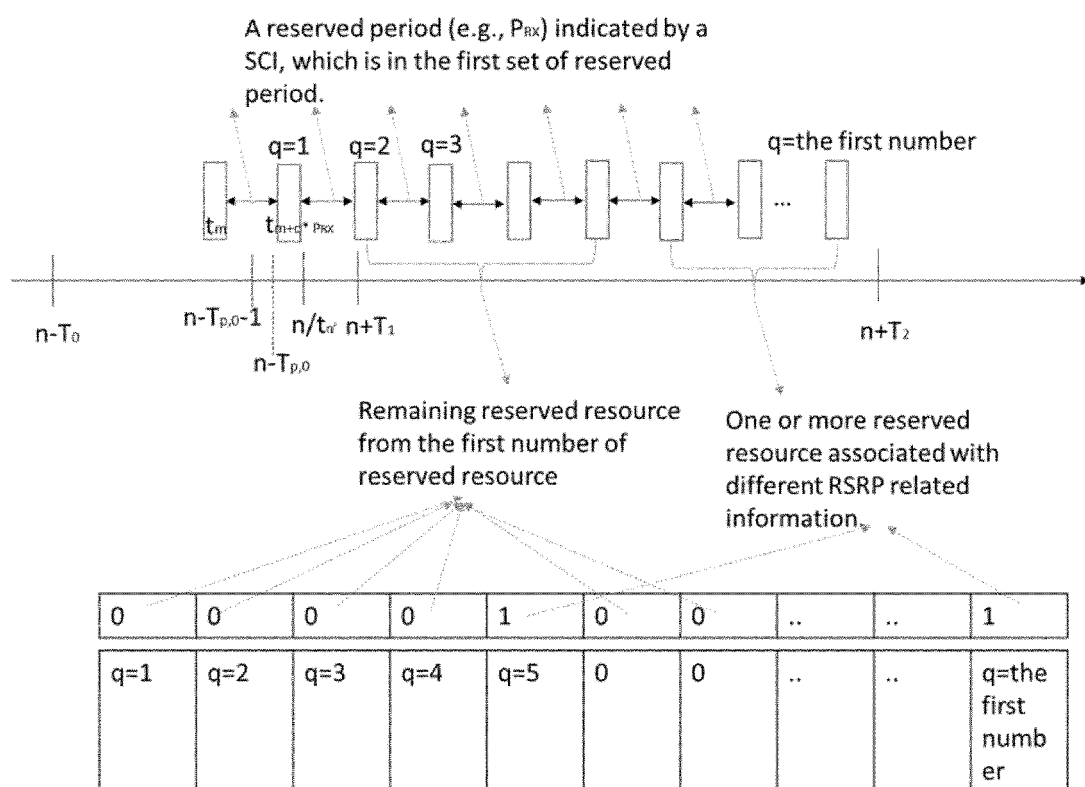 A reserved period (e.g., PRX) indicated by a
SCI, which is in the first set of reserved
period.
q=1 q=2 q=3 q=the first number
...
tm tm+q* PRX
n-T0 n-Tp,0-1 n-Tp,0 n/tn' n+T1 n+T2
Remaining reserved resource
from the first number of
reserved resource
One or more reserved
resource associated with
different RSRP related
information
0 0 0 0 1 0 0 .. .. 1
q=1 q=2 q=3 q=4 q=5 0 0 .. .. q=the
first
numb
er